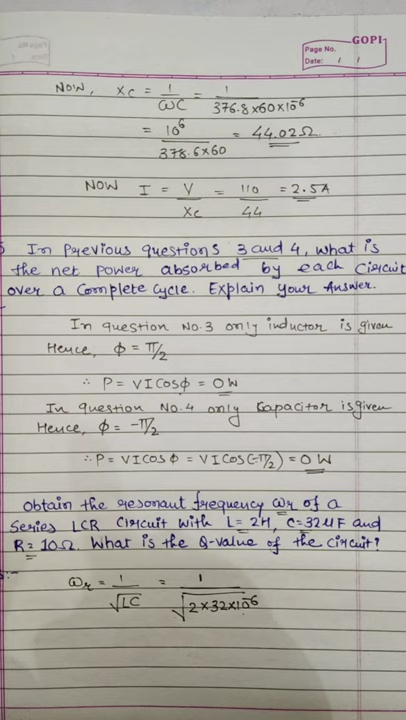 GOPI
Page No.
Date: / /
NOW, Xc = 1/ωC = 1/376.8×60×10⁻⁶
= 10⁶/378.6×60 = 44.02Ω
NOW I = V/Xc = 110/44 = 2.5A
In Previous questions 3 and 4, what is
the net power absorbed by each Circuit
over a Complete cycle. Explain your Answer.
In question No.3 only inductor is given
Hence, ϕ = π/2
∴ P = VI COSϕ = 0 W
In question No.4 only Capacitor is given
Hence, ϕ = -π/2
∴ P = VI COSϕ = VI COS(-π/2) = 0 W
Obtain the resonant frequency ωr of a
Series LCR Circuit with L = 2H, C = 32μF and
R = 10Ω. What is the Q-value of the circuit?
ωr = 1/√LC = 1/√2×32×10⁻⁶